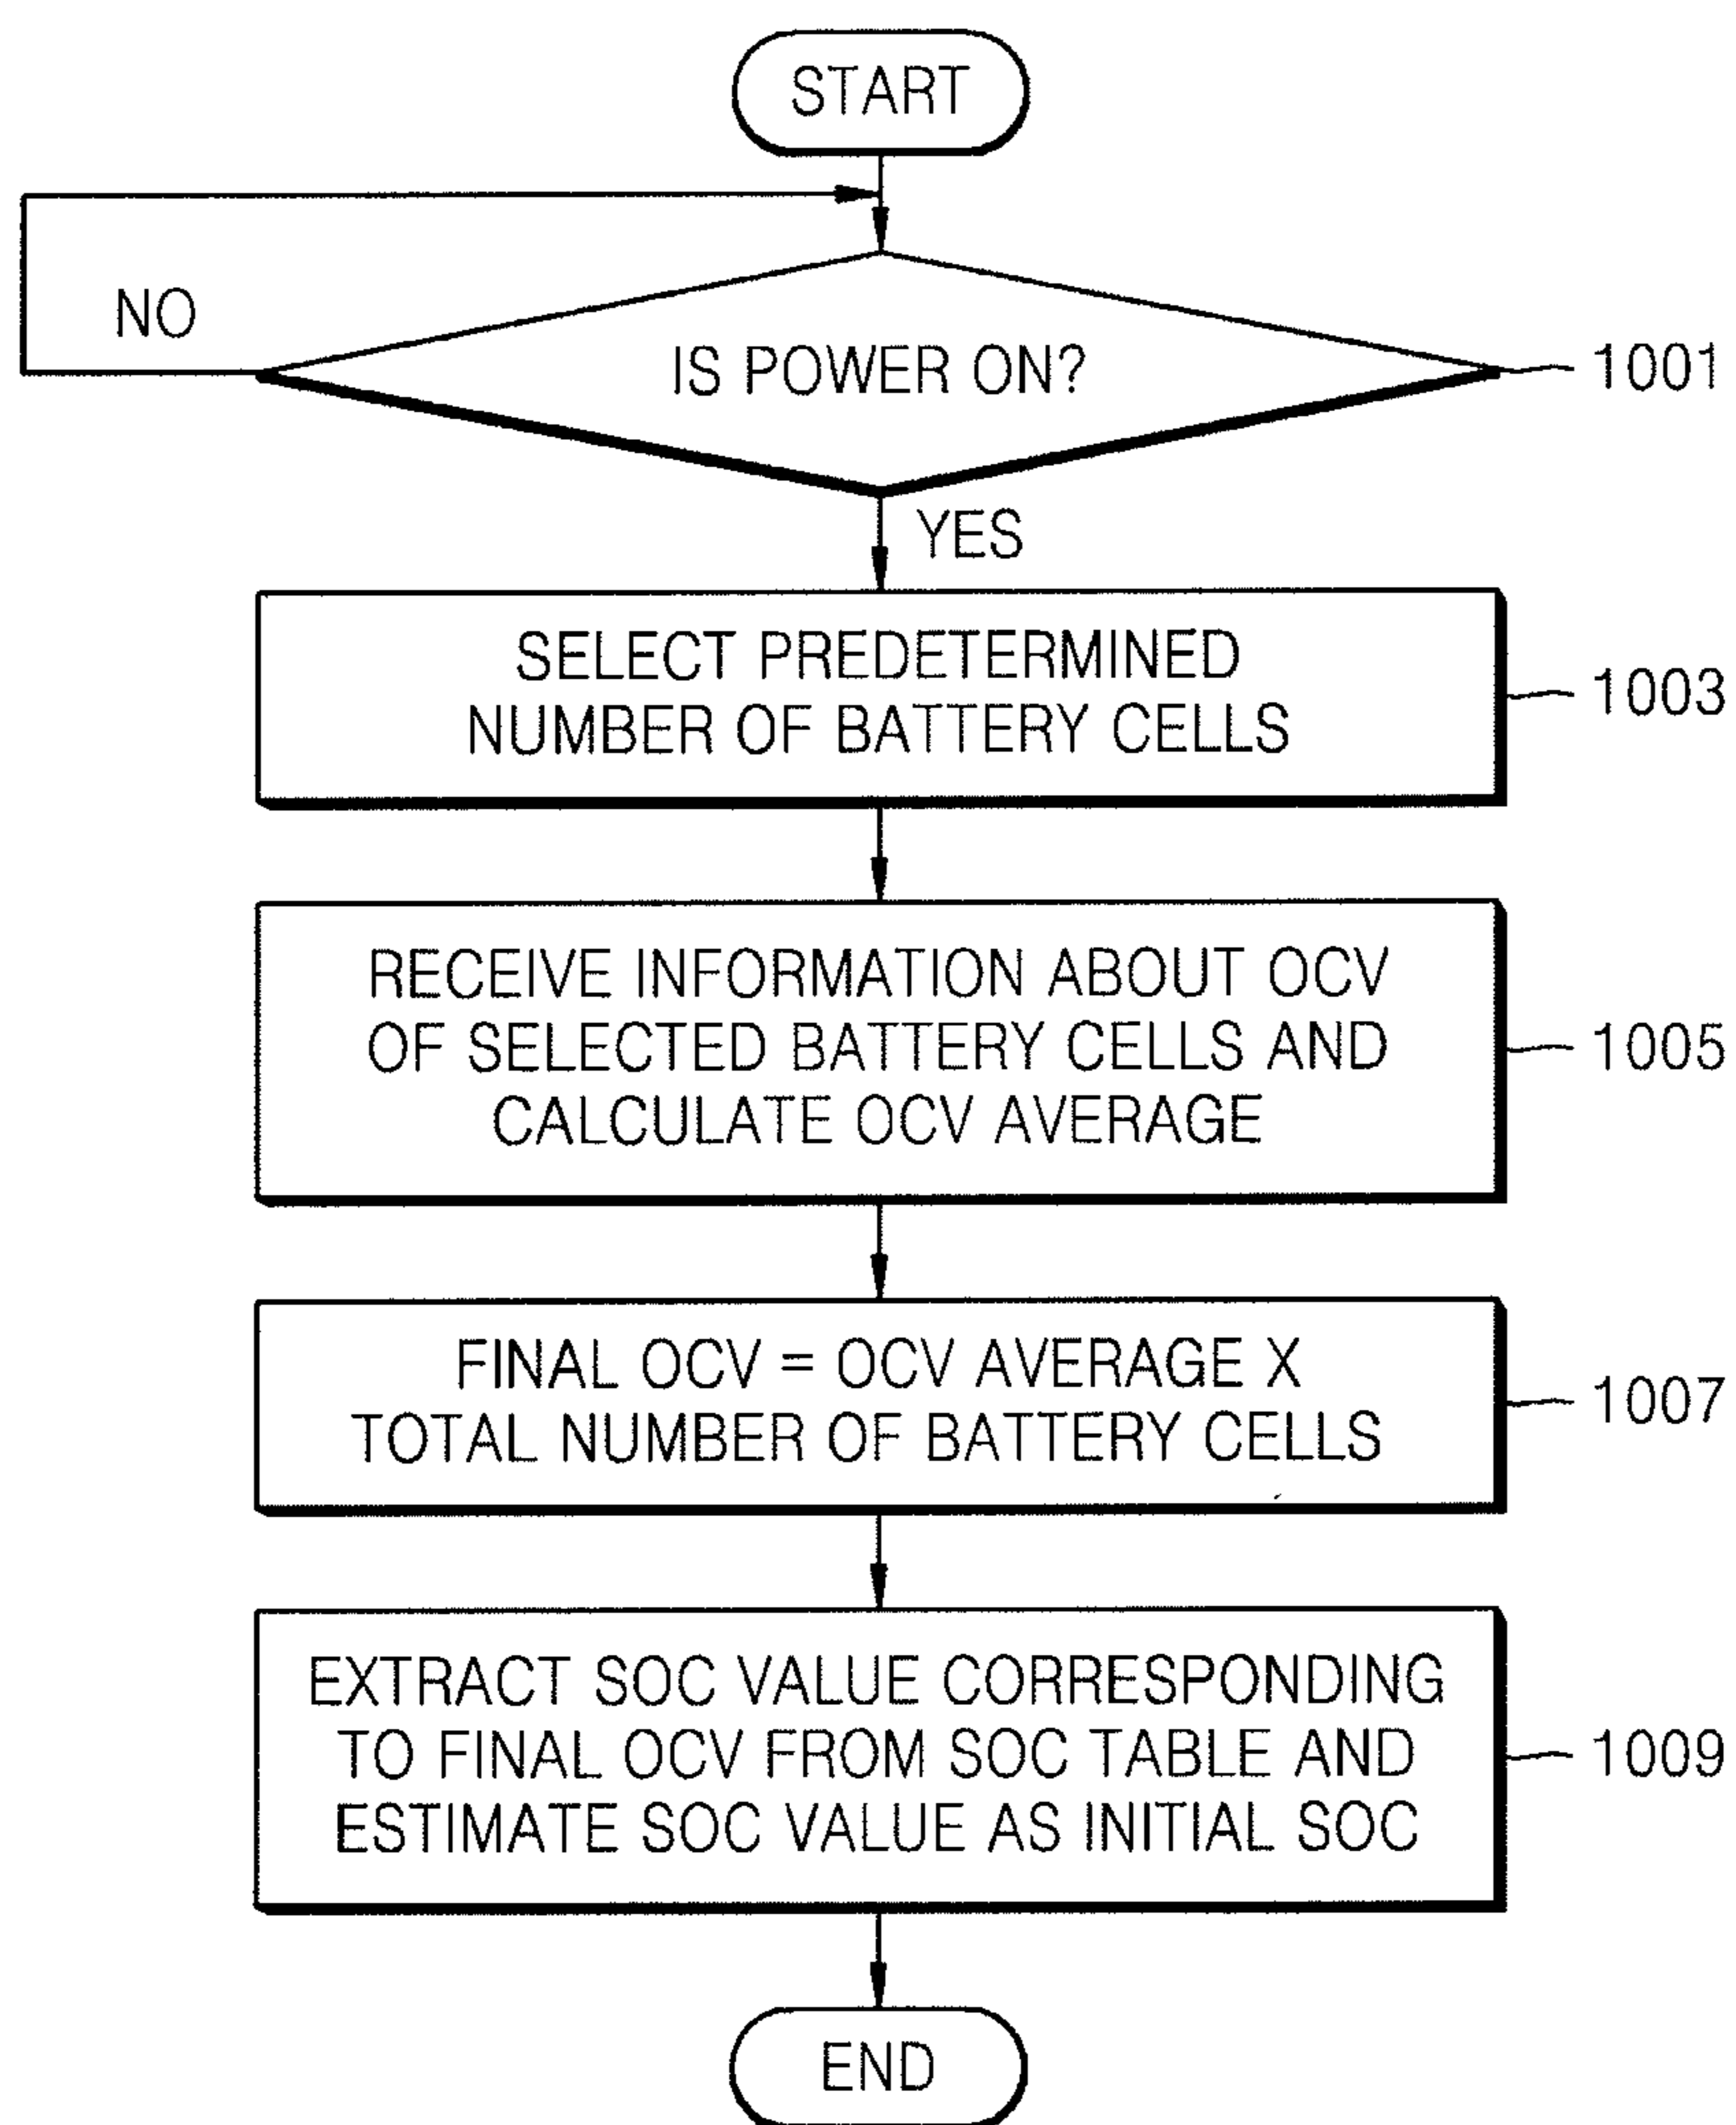 START
NO
IS POWER ON?
1001
YES
SELECT PREDETERMINED
NUMBER OF BATTERY CELLS
1003
RECEIVE INFORMATION ABOUT OCV
OF SELECTED BATTERY CELLS AND
CALCULATE OCV AVERAGE
1005
FINAL OCV = OCV AVERAGE X
TOTAL NUMBER OF BATTERY CELLS
1007
EXTRACT SOC VALUE CORRESPONDING
TO FINAL OCV FROM SOC TABLE AND
ESTIMATE SOC VALUE AS INITIAL SOC
1009
END